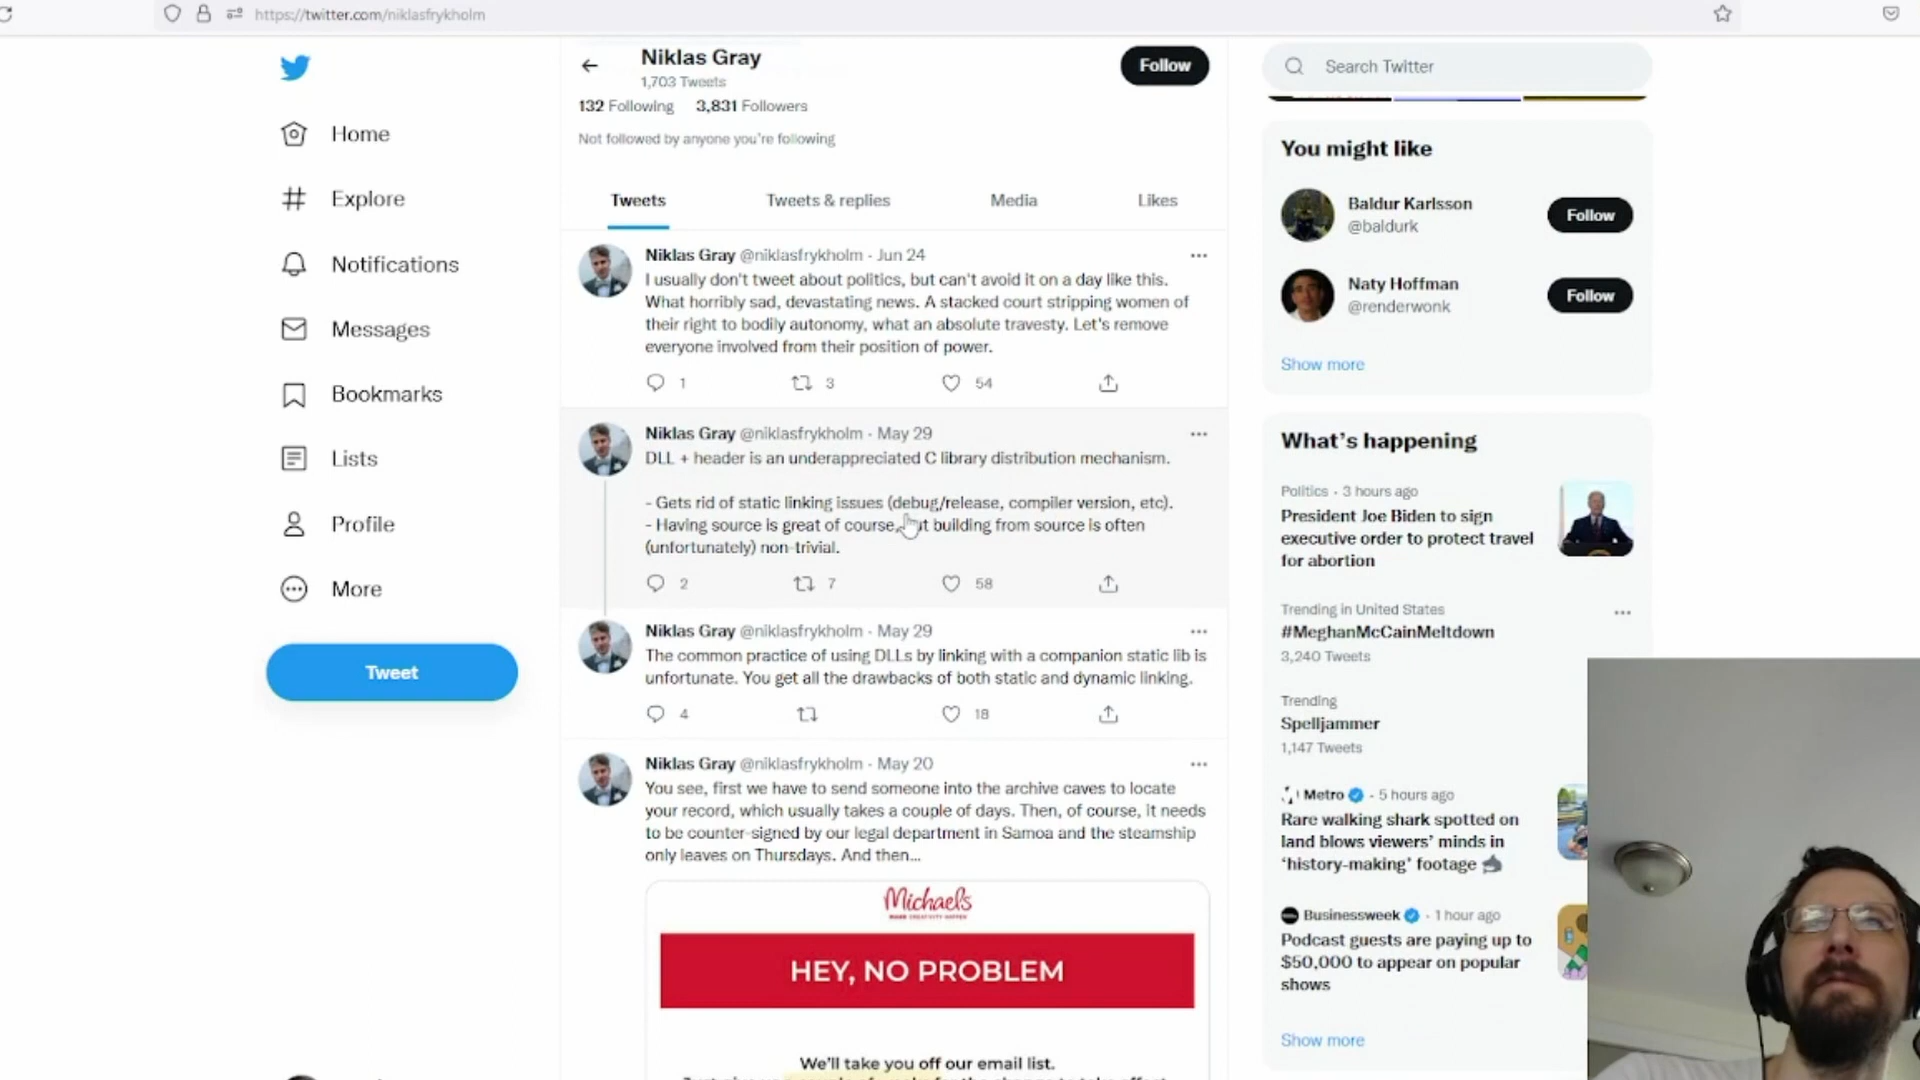 https://twitter.com/niklasfrykholm
Home
Explore
Notifications
Messages
Bookmarks
Lists
Profile
More
Tweet
Niklas Gray
1,703 Tweets
Follow
132 Following 3,831 Followers
Not followed by anyone you're following
Tweets Tweets & replies Media Likes
Niklas Gray @niklasfrykholm · Jun 24
I usually don't tweet about politics, but can't avoid it on a day like this.
What horribly sad, devastating news. A stacked court stripping women of
their right to bodily autonomy, what an absolute travesty. Let's remove
everyone involved from their position of power.
1 3 54
Niklas Gray @niklasfrykholm · May 29
DLL + header is an underappreciated C library distribution mechanism.
- Gets rid of static linking issues (debug/release, compiler version, etc).
- Having source is great of course, building from source is often
(unfortunately) non-trivial.
2 7 58
Niklas Gray @niklasfrykholm · May 29
The common practice of using DLLs by linking with a companion static lib is
unfortunate. You get all the drawbacks of both static and dynamic linking.
4 18
Niklas Gray @niklasfrykholm · May 20
You see, first we have to send someone into the archive caves to locate
your record, which usually takes a couple of days. Then, of course, it needs
to be counter-signed by our legal department in Samoa and the steamship
only leaves on Thursdays. And then...
Michaels
MAKE CREATIVITY HAPPEN
HEY, NO PROBLEM
We'll take you off our email list.
Search Twitter
You might like
Baldur Karlsson
@baldurk
Follow
Naty Hoffman
@renderwonk
Follow
Show more
What's happening
Politics · 3 hours ago
President Joe Biden to sign
executive order to protect travel
for abortion
Trending in United States
#MeghanMcCainMeltdown
3,240 Tweets
Trending
Spelljammer
1,147 Tweets
Metro · 5 hours ago
Rare walking shark spotted on
land blows viewers' minds in
'history-making' footage
Businessweek · 1 hour ago
Podcast guests are paying up to
$50,000 to appear on popular
shows
Show more